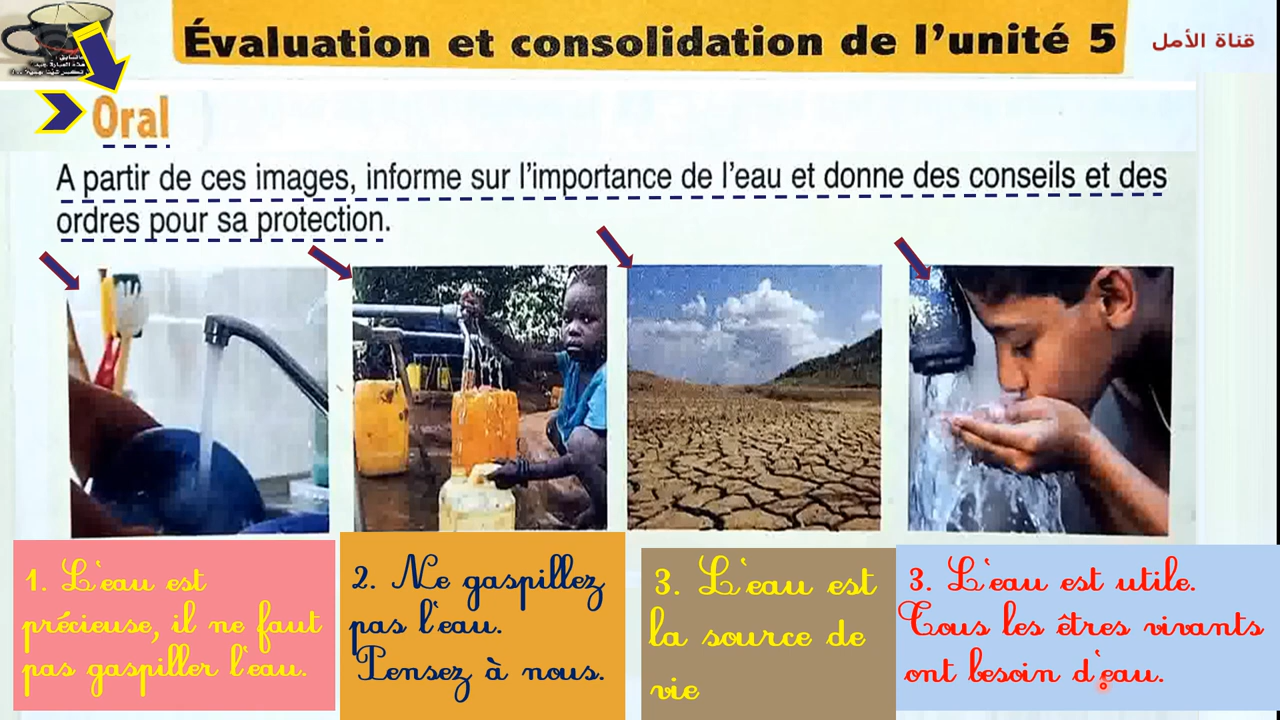 Évaluation et consolidation de l'unité 5
قناة الأمل
Oral
A partir de ces images, informe sur l'importance de l'eau et donne des conseils et des
ordres pour sa protection.
1. L'eau est
précieuse, il ne faut
pas gaspiller l'eau.
2. Ne gaspillez
pas l'eau.
Pensez à nous.
3. L'eau est
la source de
vie
3. L'eau est utile.
Tous les êtres vivants
ont besoin d'eau.